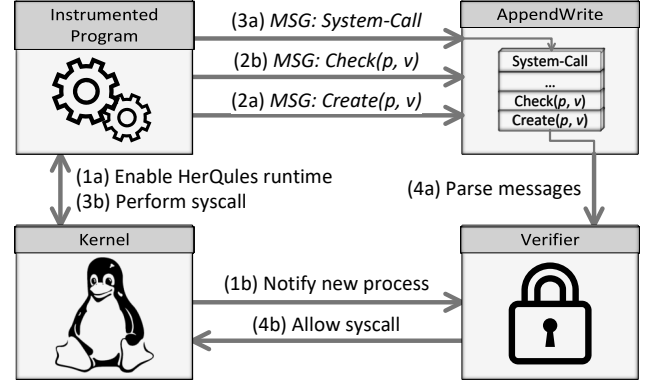 Instrumented
Program
(3a) MSG: System-Call
(2b) MSG: Check(p, v)
(2a) MSG: Create(p, v)
AppendWrite
System-Call
...
Check(p, v)
Create(p, v)
(1a) Enable HerQules runtime
(3b) Perform syscall
(4a) Parse messages
Kernel
(1b) Notify new process
(4b) Allow syscall
Verifier